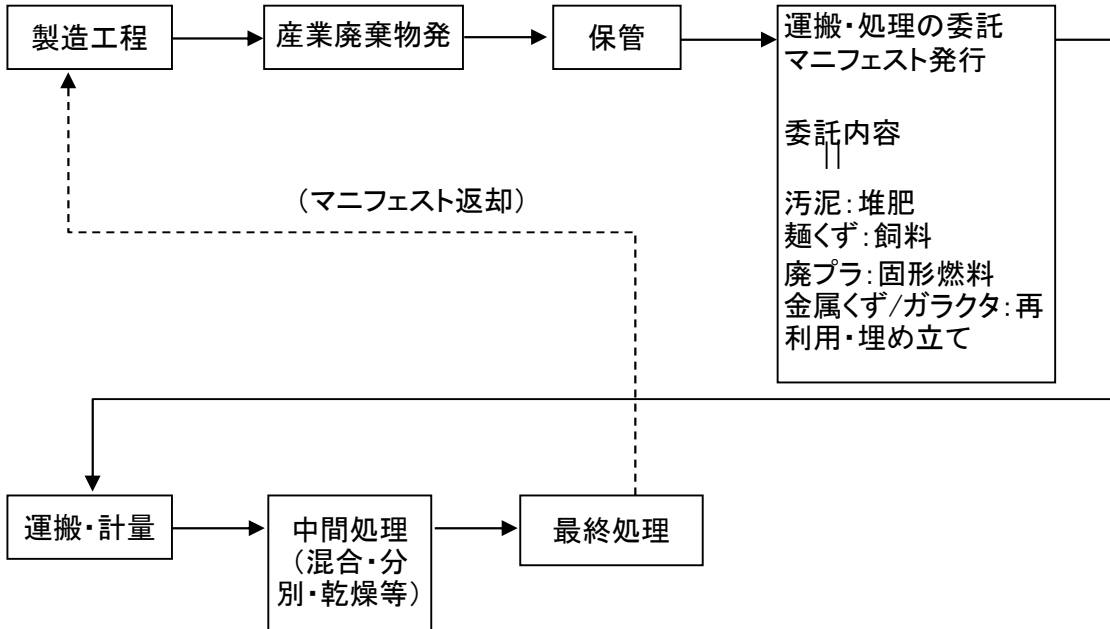 製造工程
産業廃棄物発
保管
運搬・処理の委託
マニフェスト発行
委託内容
||
汚泥：堆肥
麺くず：飼料
廃プラ：固形燃料
金属くず/ガラクタ：再
利用・埋め立て
（マニフェスト返却）
運搬・計量
中間処理
（混合・分
別・乾燥等）
最終処理